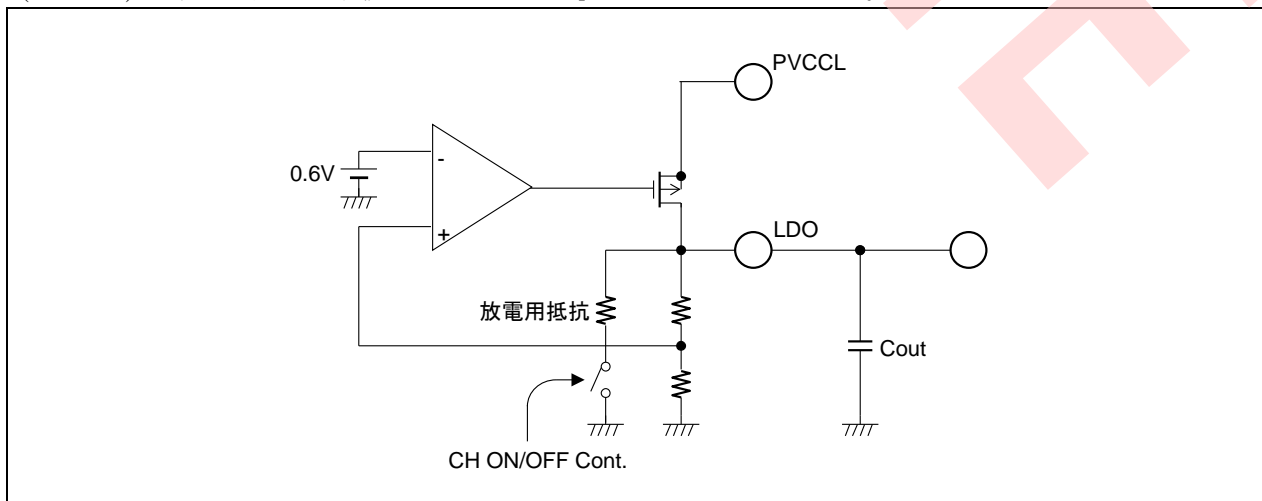 PVCCL
0.6V
-
+
LDO
放電用抵抗
Cout
CH ON/OFF Cont.